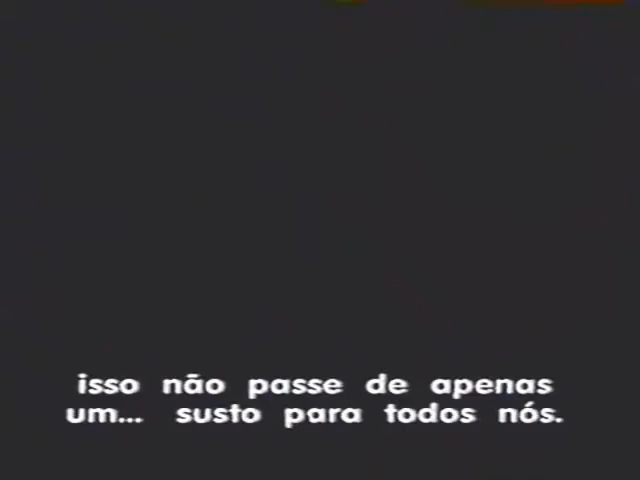 isso não passe de apenas
um... susto para todos nós.